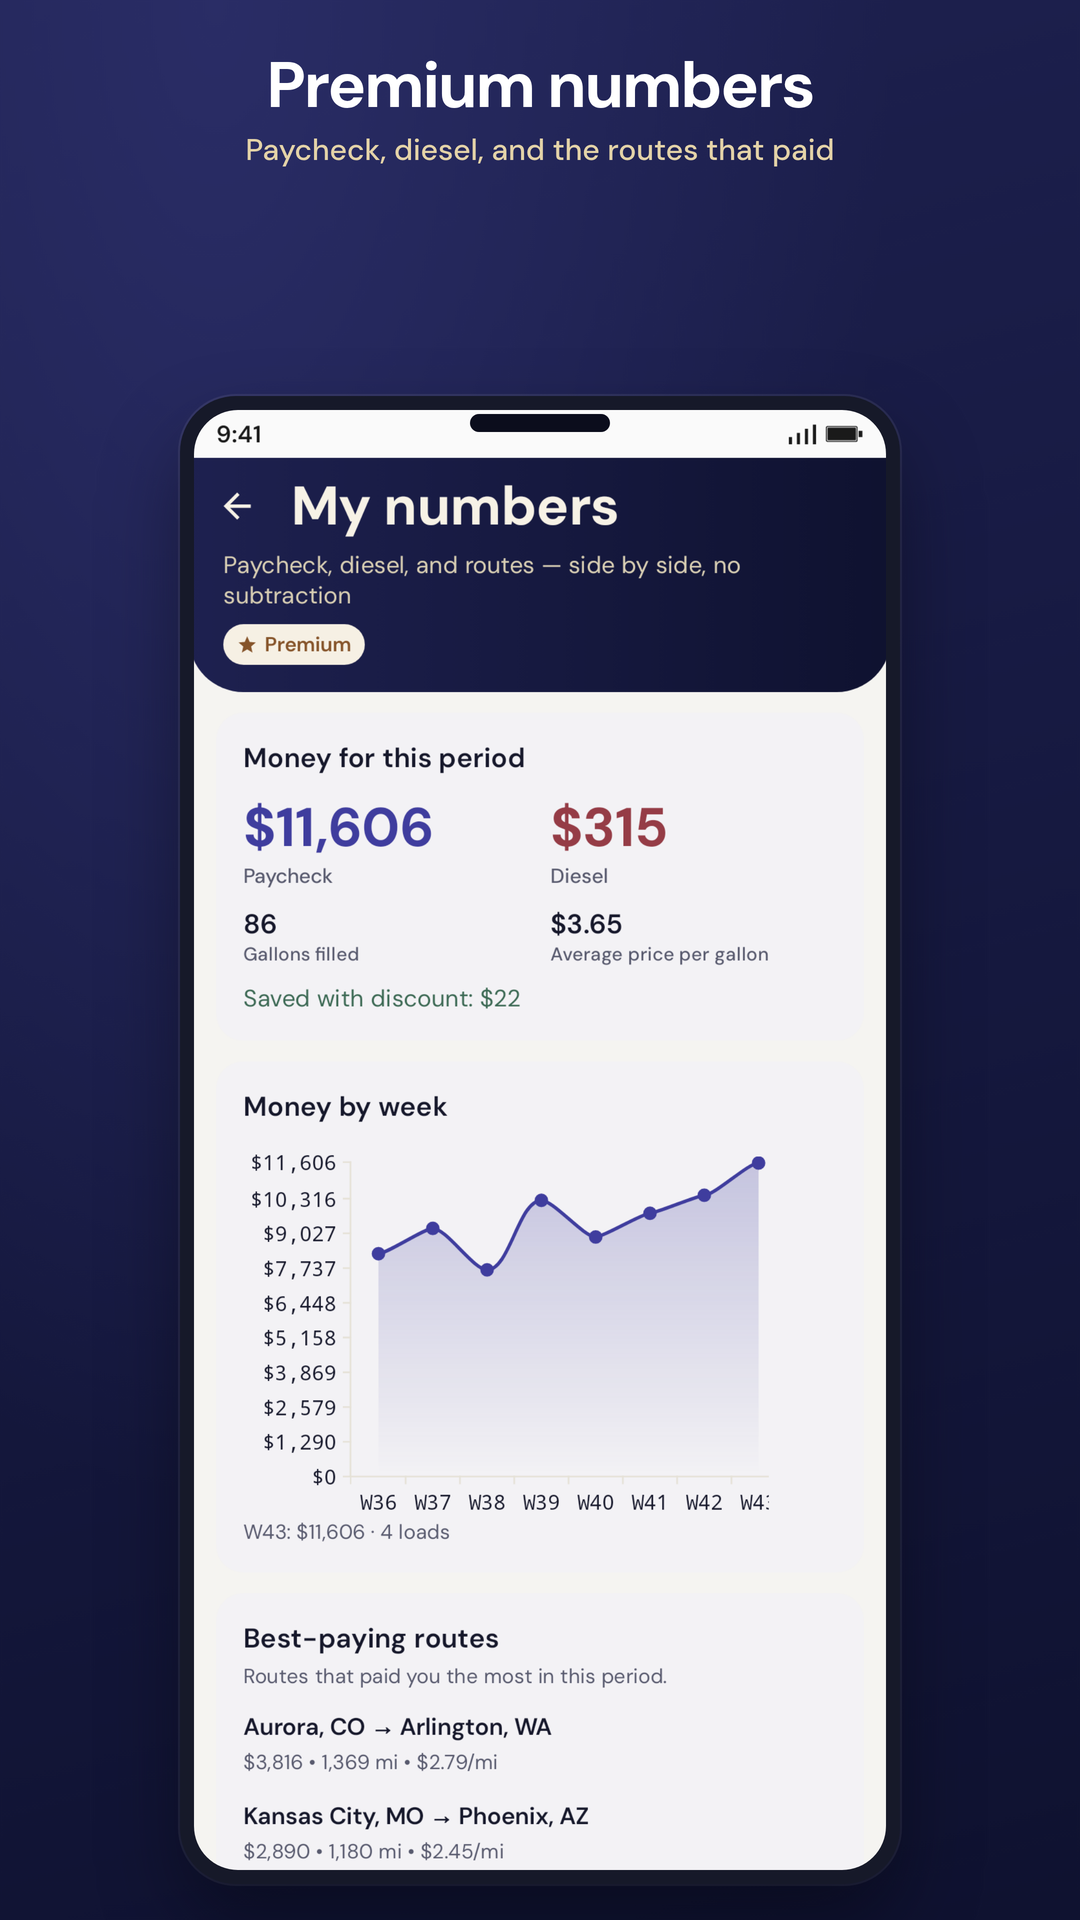 Premium numbers
Paycheck, diesel, and the routes that paid
9:41
My numbers
Paycheck, diesel, and routes — side by side, no
subtraction
★ Premium
Money for this period
$11,606
$315
Paycheck
Diesel
86
$3.65
Gallons filled
Average price per gallon
Saved with discount: $22
Money by week
$11,606
$10,316
$9,027
$7,737
$6,448
$5,158
$3,869
$2,579
$1,290
$0
W36 W37 W38 W39 W40 W41 W42 W43
W43: $11,606 · 4 loads
Best-paying routes
Routes that paid you the most in this period.
Aurora, CO → Arlington, WA
$3,816 • 1,369 mi • $2.79/mi
Kansas City, MO → Phoenix, AZ
$2,890 • 1,180 mi • $2.45/mi